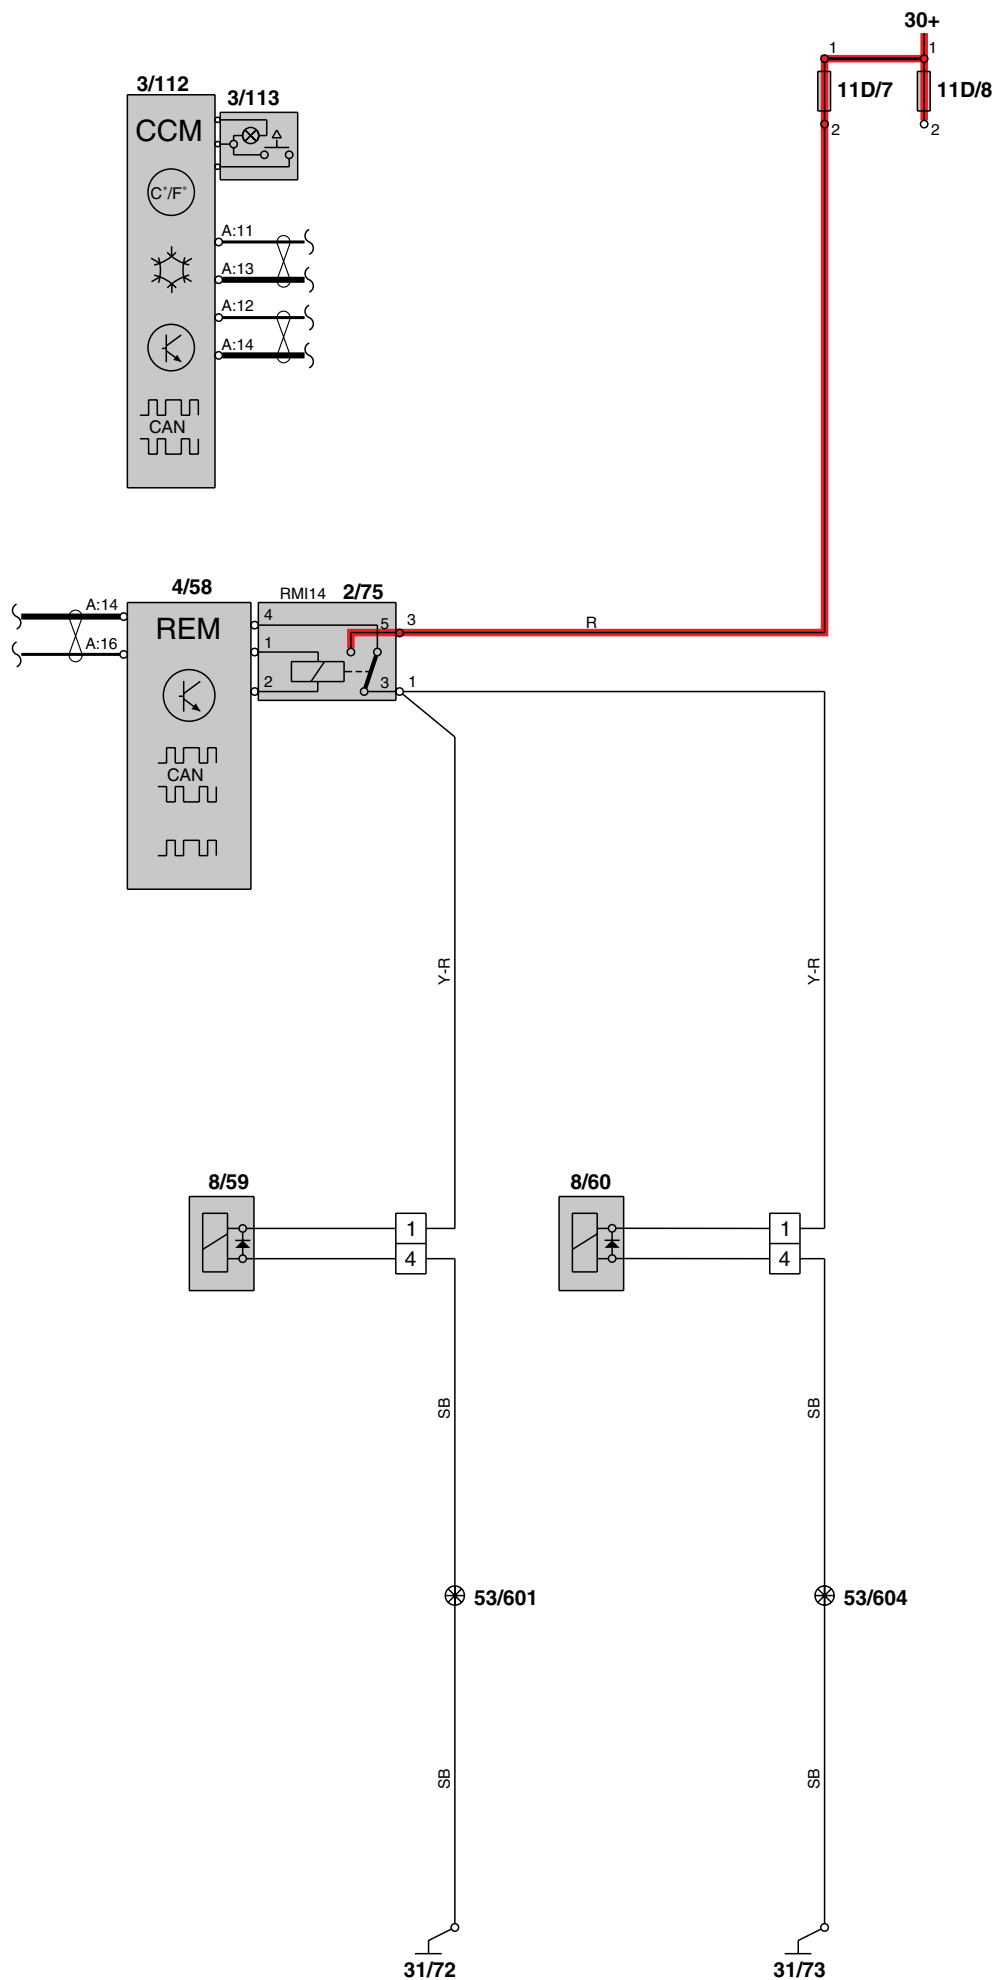 30+
1
1
11D/7
11D/8
2
2
3/112
3/113
CCM
C°/F°
A:11
A:13
A:12
A:14
CAN
4/58
RMI14
2/75
A:14
A:16
REM
4
1
2
5
3
3
1
R
CAN
Y-R
Y-R
8/59
8/60
1
4
1
4
SB
SB
53/601
53/604
SB
SB
31/72
31/73